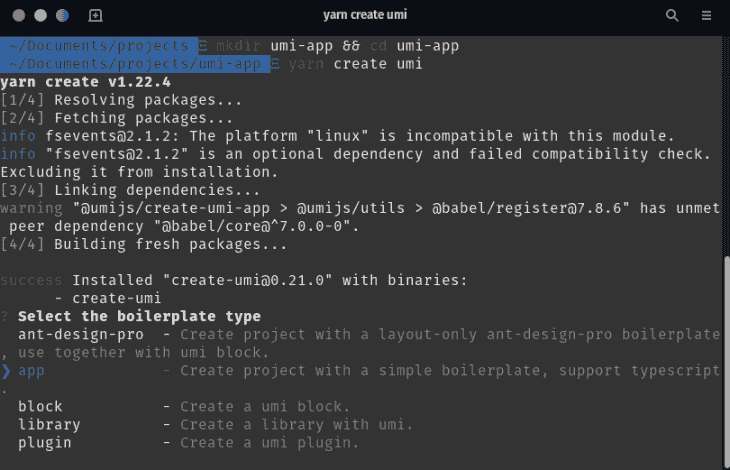 yarn create umi
~/Documents/projects mkdir umi-app && cd umi-app
~/Documents/projects/umi-app yarn create umi
yarn create v1.22.4
[1/4] Resolving packages...
[2/4] Fetching packages...
info fsevents@2.1.2: The platform "linux" is incompatible with this module.
info "fsevents@2.1.2" is an optional dependency and failed compatibility check.
Excluding it from installation.
[3/4] Linking dependencies...
warning "@umijs/create-umi-app > @umijs/utils > @babel/register@7.8.6" has unmet
peer dependency "@babel/core@^7.0.0-0".
[4/4] Building fresh packages...
success Installed "create-umi@0.21.0" with binaries:
- create-umi
? Select the boilerplate type
ant-design-pro - Create project with a layout-only ant-design-pro boilerplate
, use together with umi block.
❯ app - Create project with a simple boilerplate, support typescript
.
block - Create a umi block.
library - Create a library with umi.
plugin - Create a umi plugin.